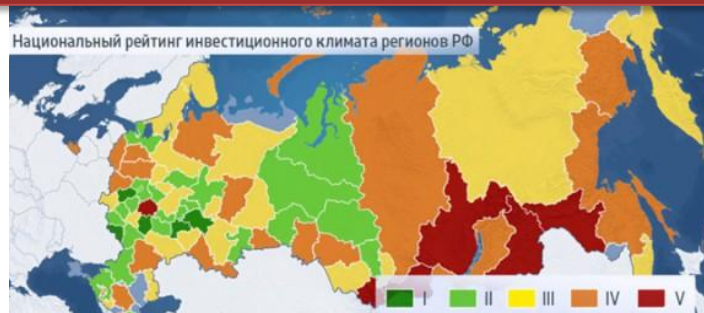 Национальный рейтинг инвестиционного климата регионов РФ
I II III IV V